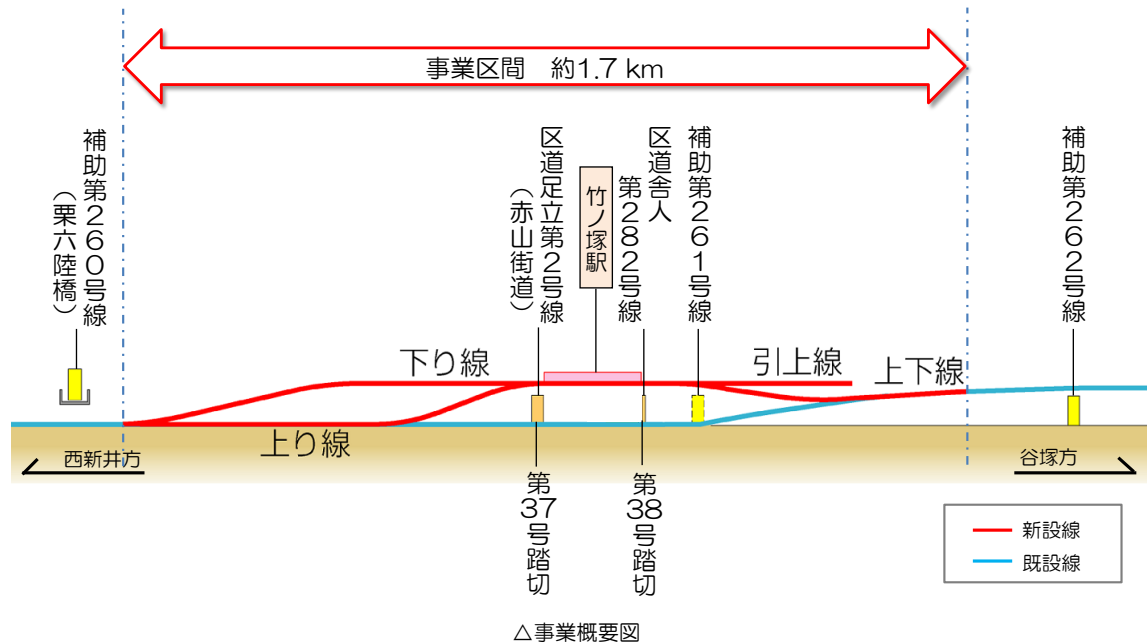 事業区間 約1.7 km
補助第260号線
(栗六陸橋)
区道足立第2号線
(赤山街道)
竹ノ塚駅
区道舎人
第282号線
補助第261号線
補助第262号線
下り線
引上線
上下線
上り線
西新井方
谷塚方
第37号踏切
第38号踏切
新設線
既設線
△事業概要図